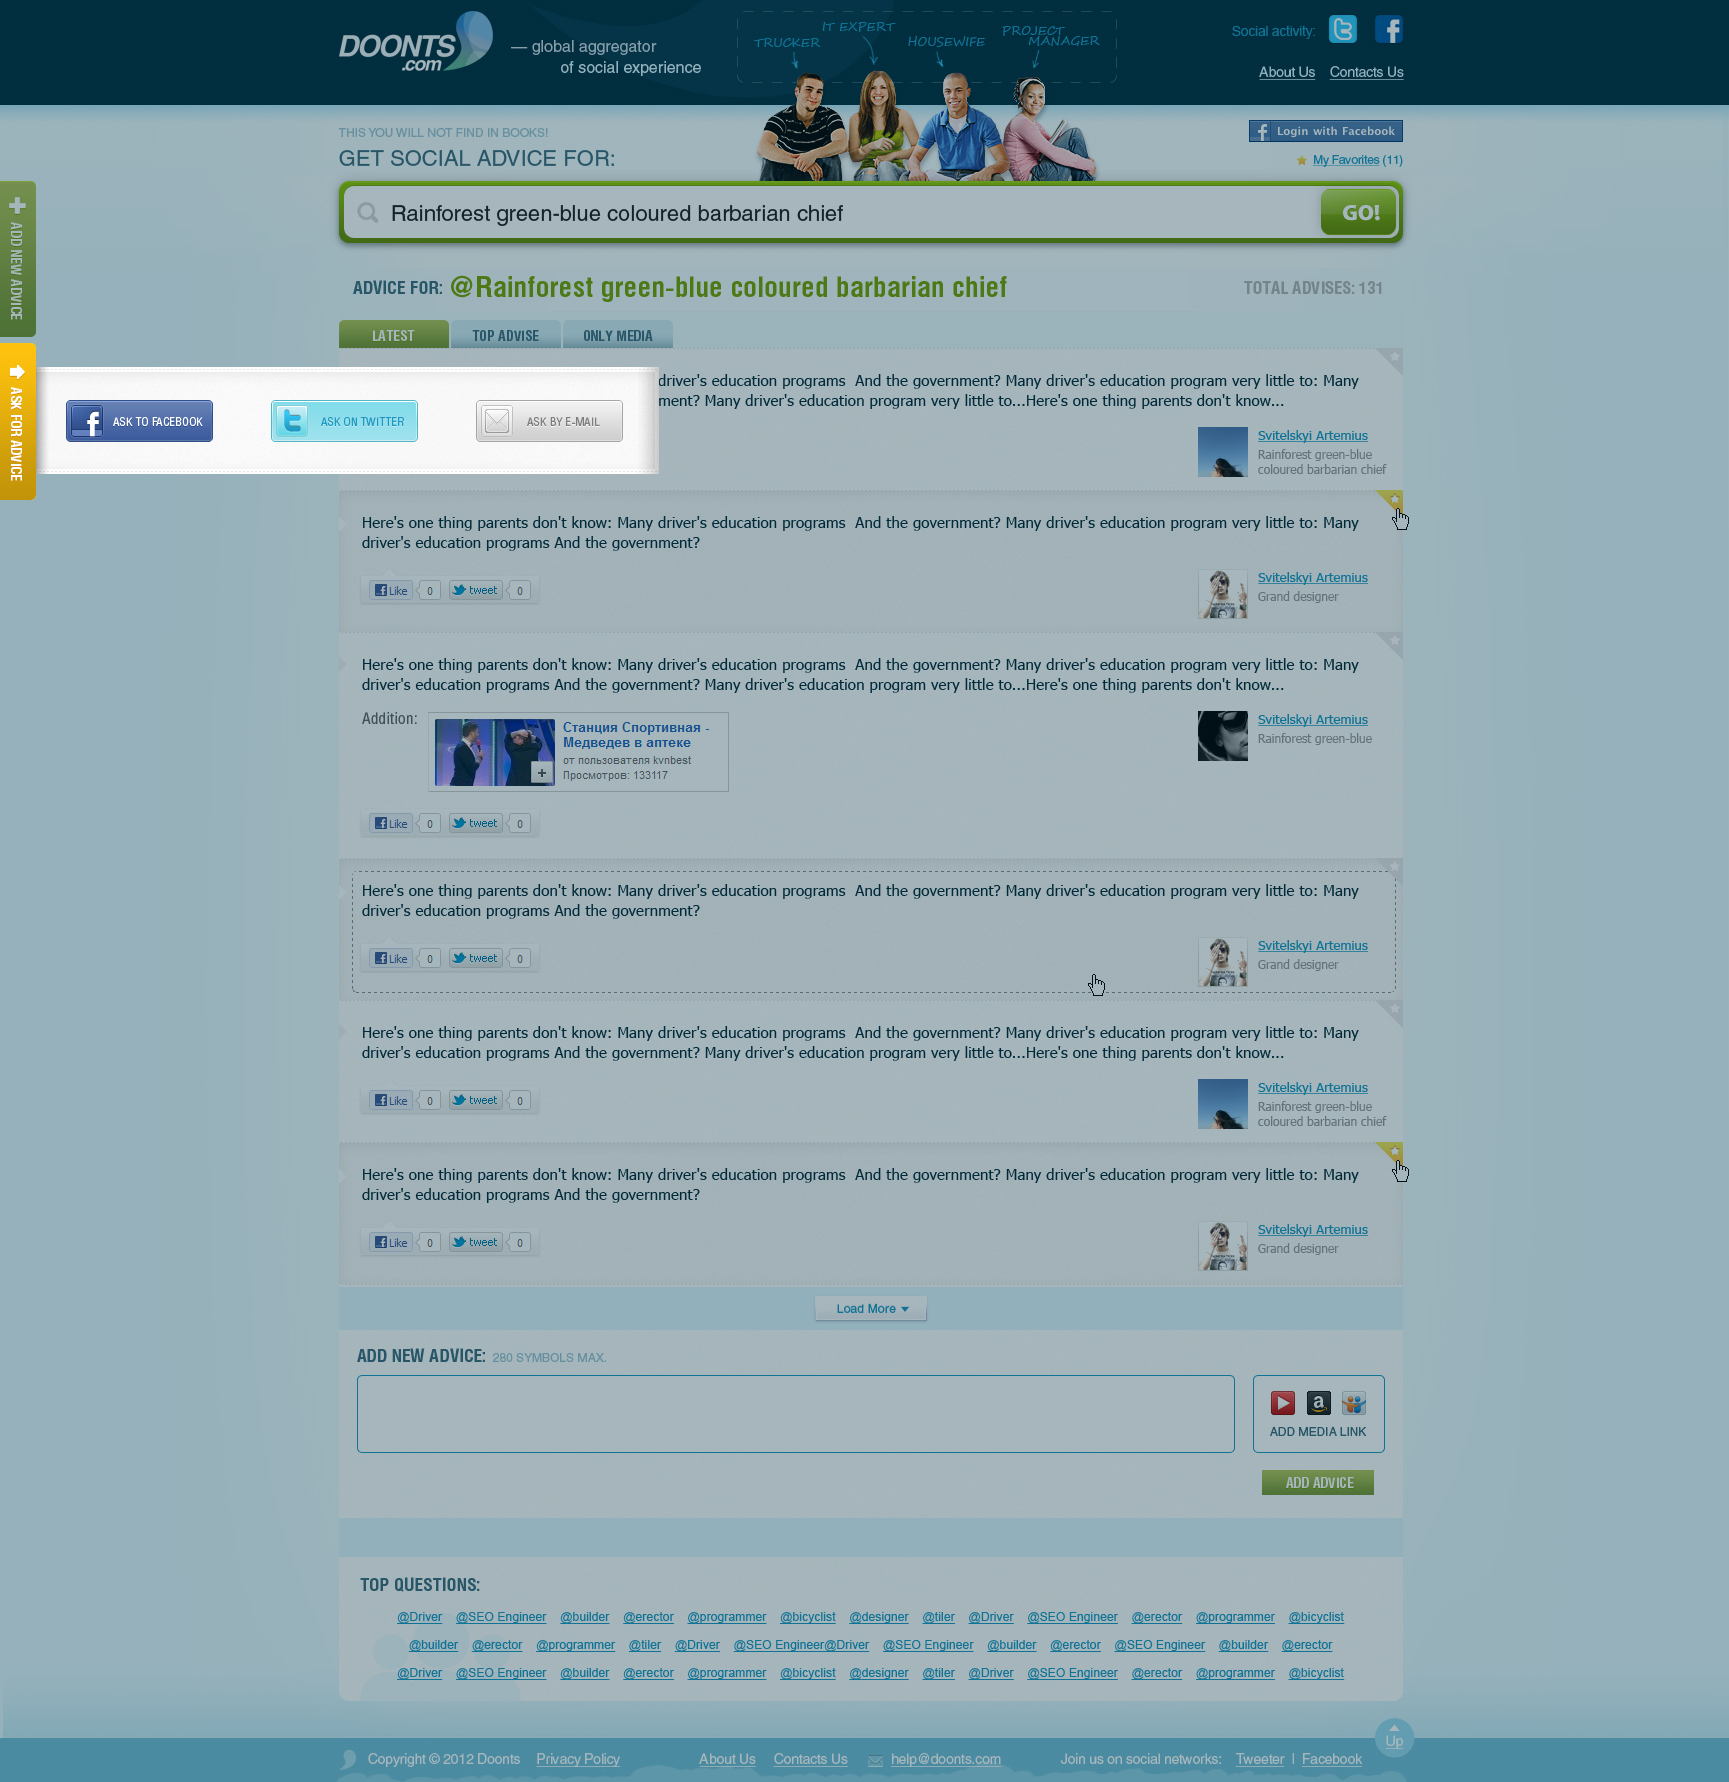 DOONTS
.com
— global aggregator
of social experience
TRUCKER
IT EXPERT
HOUSEWIFE
PROJECT
MANAGER
Social activity:
About Us Contacts Us
THIS YOU WILL NOT FIND IN BOOKS!
GET SOCIAL ADVICE FOR:
Login with Facebook
My Favorites (11)
Rainforest green-blue coloured barbarian chief
GO!
ADD NEW ADVICE
ASK FOR ADVICE
ADVICE FOR: @Rainforest green-blue coloured barbarian chief
TOTAL ADVISES: 131
LATEST TOP ADVISE ONLY MEDIA
driver's education programs And the government? Many driver's education program very little to: Many
ment? Many driver's education program very little to...Here's one thing parents don't know...
ASK TO FACEBOOK ASK ON TWITTER ASK BY E-MAIL
Svitelskyi Artemius
Rainforest green-blue
coloured barbarian chief
Here's one thing parents don't know: Many driver's education programs And the government? Many driver's education program very little to: Many
driver's education programs And the government?
Like 0 tweet 0
Svitelskyi Artemius
Grand designer
Here's one thing parents don't know: Many driver's education programs And the government? Many driver's education program very little to: Many
driver's education programs And the government? Many driver's education program very little to...Here's one thing parents don't know...
Addition:
Станция Спортивная -
Медведев в аптеке
от пользователя kvnbest
Просмотров: 133117
Svitelskyi Artemius
Rainforest green-blue
Like 0 tweet 0
Here's one thing parents don't know: Many driver's education programs And the government? Many driver's education program very little to: Many
driver's education programs And the government?
Like 0 tweet 0
Svitelskyi Artemius
Grand designer
Here's one thing parents don't know: Many driver's education programs And the government? Many driver's education program very little to: Many
driver's education programs And the government? Many driver's education program very little to...Here's one thing parents don't know...
Like 0 tweet 0
Svitelskyi Artemius
Rainforest green-blue
coloured barbarian chief
Here's one thing parents don't know: Many driver's education programs And the government? Many driver's education program very little to: Many
driver's education programs And the government?
Like 0 tweet 0
Svitelskyi Artemius
Grand designer
Load More
ADD NEW ADVICE: 280 SYMBOLS MAX.
ADD MEDIA LINK
ADD ADVICE
TOP QUESTIONS:
@Driver @SEO Engineer @builder @erector @programmer @bicyclist @designer @tiler @Driver @SEO Engineer @erector @programmer @bicyclist
@builder @erector @programmer @tiler @Driver @SEO Engineer@Driver @SEO Engineer @builder @erector @SEO Engineer @builder @erector
@Driver @SEO Engineer @builder @erector @programmer @bicyclist @designer @tiler @Driver @SEO Engineer @erector @programmer @bicyclist
Up
Copyright © 2012 Doonts Privacy Policy About Us Contacts Us help@doonts.com Join us on social networks: Tweeter | Facebook